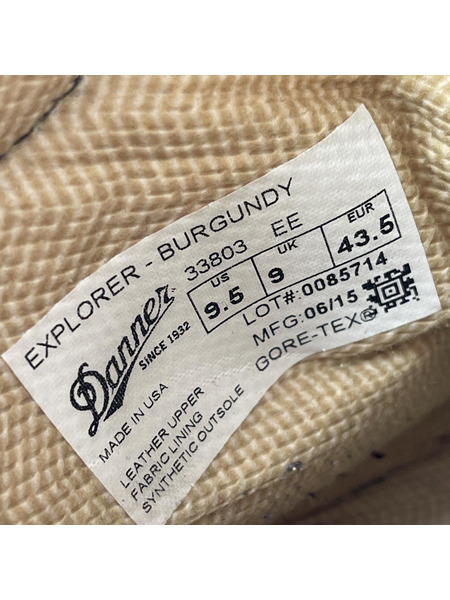 EXPLORER - BURGUNDY
33803 EE
US UK EUR
9.5 9 43.5
Danner
SINCE 1932
LOT#:0085714
MFG:06/15
GORE-TEX®
MADE IN USA
LEATHER UPPER
FABRIC LINING
SYNTHETIC OUTSOLE